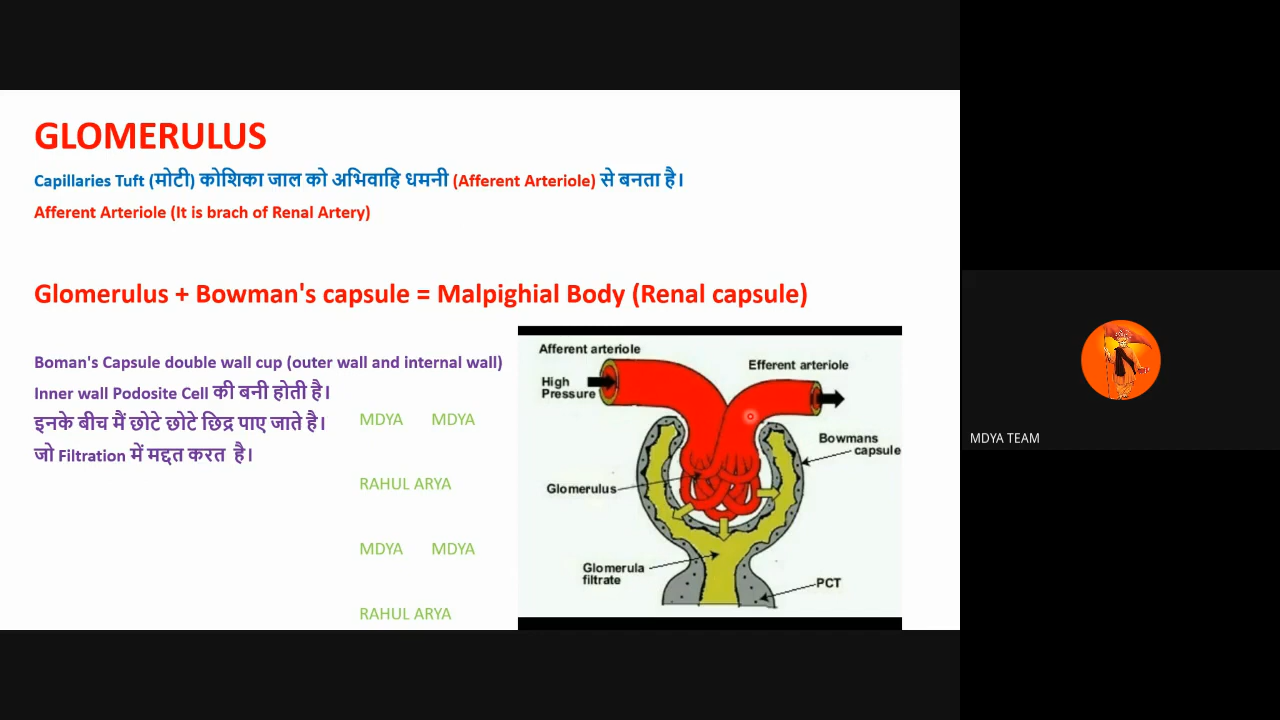 GLOMERULUS
Capillaries Tuft (मोटी) कोशिका जाल को अभिवाहि धमनी (Afferent Arteriole) से बनता है।
Afferent Arteriole (It is brach of Renal Artery)
Glomerulus + Bowman's capsule = Malpighial Body (Renal capsule)
Boman's Capsule double wall cup (outer wall and internal wall)
Inner wall Podosite Cell की बनी होती है।
इनके बीच मैं छोटे छोटे छिद्र पाए जाते है।
जो Filtration में मद्दत करत है।
MDYA MDYA
RAHUL ARYA
MDYA MDYA
RAHUL ARYA
Afferent arteriole
Efferent arteriole
High
Pressure
Bowmans
capsule
Glomerulus
Glomerula
filtrate
PCT
MDYA TEAM